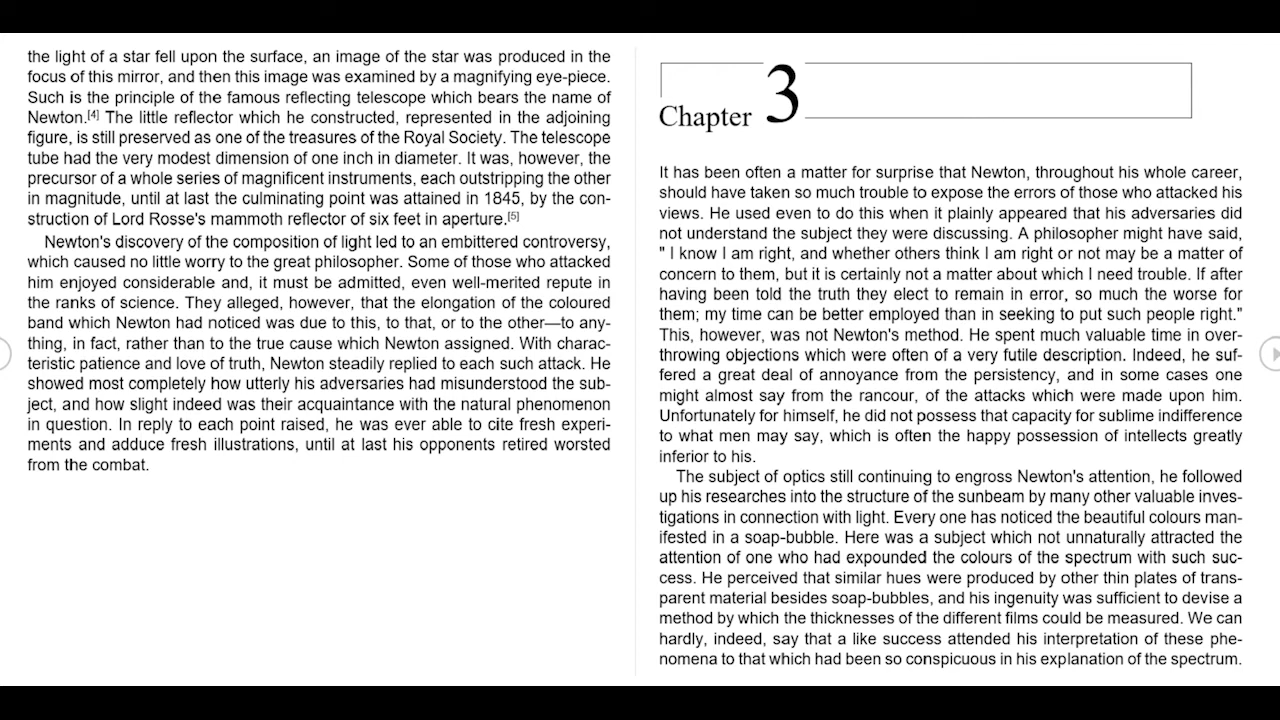 the light of a star fell upon the surface, an image of the star was produced in the
focus of this mirror, and then this image was examined by a magnifying eye-piece.
Such is the principle of the famous reflecting telescope which bears the name of
Newton.[4] The little reflector which he constructed, represented in the adjoining
figure, is still preserved as one of the treasures of the Royal Society. The telescope
tube had the very modest dimension of one inch in diameter. It was, however, the
precursor of a whole series of magnificent instruments, each outstripping the other
in magnitude, until at last the culminating point was attained in 1845, by the con-
struction of Lord Rosse's mammoth reflector of six feet in aperture.[5]
Newton's discovery of the composition of light led to an embittered controversy,
which caused no little worry to the great philosopher. Some of those who attacked
him enjoyed considerable and, it must be admitted, even well-merited repute in
the ranks of science. They alleged, however, that the elongation of the coloured
band which Newton had noticed was due to this, to that, or to the other—to any-
thing, in fact, rather than to the true cause which Newton assigned. With charac-
teristic patience and love of truth, Newton steadily replied to each such attack. He
showed most completely how utterly his adversaries had misunderstood the sub-
ject, and how slight indeed was their acquaintance with the natural phenomenon
in question. In reply to each point raised, he was ever able to cite fresh experi-
ments and adduce fresh illustrations, until at last his opponents retired worsted
from the combat.
Chapter 3
It has been often a matter for surprise that Newton, throughout his whole career,
should have taken so much trouble to expose the errors of those who attacked his
views. He used even to do this when it plainly appeared that his adversaries did
not understand the subject they were discussing. A philosopher might have said,
" I know I am right, and whether others think I am right or not may be a matter of
concern to them, but it is certainly not a matter about which I need trouble. If after
having been told the truth they elect to remain in error, so much the worse for
them; my time can be better employed than in seeking to put such people right."
This, however, was not Newton's method. He spent much valuable time in over-
throwing objections which were often of a very futile description. Indeed, he suf-
fered a great deal of annoyance from the persistency, and in some cases one
might almost say from the rancour, of the attacks which were made upon him.
Unfortunately for himself, he did not possess that capacity for sublime indifference
to what men may say, which is often the happy possession of intellects greatly
inferior to his.
The subject of optics still continuing to engross Newton's attention, he followed
up his researches into the structure of the sunbeam by many other valuable inves-
tigations in connection with light. Every one has noticed the beautiful colours man-
ifested in a soap-bubble. Here was a subject which not unnaturally attracted the
attention of one who had expounded the colours of the spectrum with such suc-
cess. He perceived that similar hues were produced by other thin plates of trans-
parent material besides soap-bubbles, and his ingenuity was sufficient to devise a
method by which the thicknesses of the different films could be measured. We can
hardly, indeed, say that a like success attended his interpretation of these phe-
nomena to that which had been so conspicuous in his explanation of the spectrum.